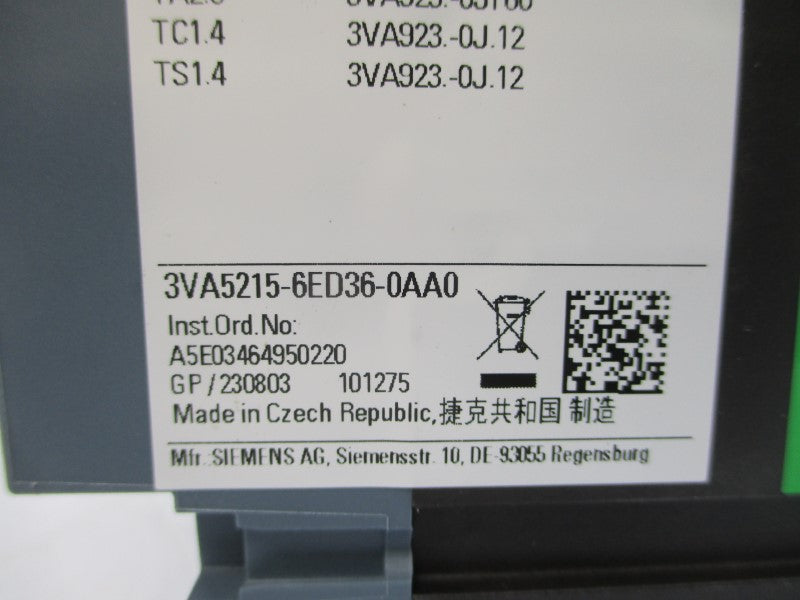 TC1.4 3VA923.-0J.12
TS1.4 3VA923.-0J.12
3VA5215-6ED36-0AA0
Inst.Ord.No:
A5E03464950220
GP/230803 101275
Made in Czech Republic,捷克共和国 制造
Mfr. SIEMENS AG, Siemensstr. 10, DE-93055 Regensburg